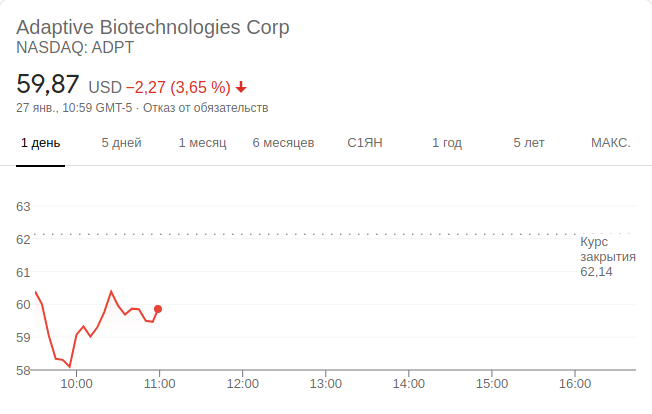 Adaptive Biotechnologies Corp
NASDAQ: ADPT
59,87 USD −2,27 (3,65 %)
27 янв., 10:59 GMT-5 · Отказ от обязательств
1 день 5 дней 1 месяц 6 месяцев С1ЯН 1 год 5 лет МАКС.
63
62
61
60
59
58
Курс
закрытия
62,14
10:00 11:00 12:00 13:00 14:00 15:00 16:00